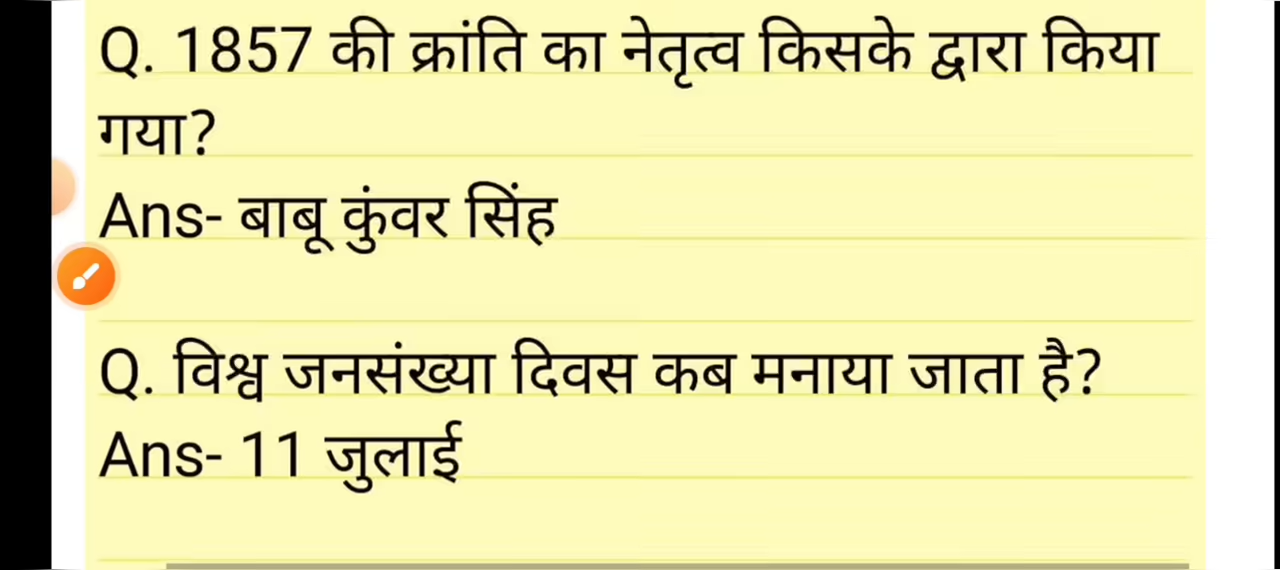 Q. 1857 की क्रांति का नेतृत्व किसके द्वारा किया
गया?
Ans- बाबू कुंवर सिंह
Q. विश्व जनसंख्या दिवस कब मनाया जाता है?
Ans- 11 जुलाई